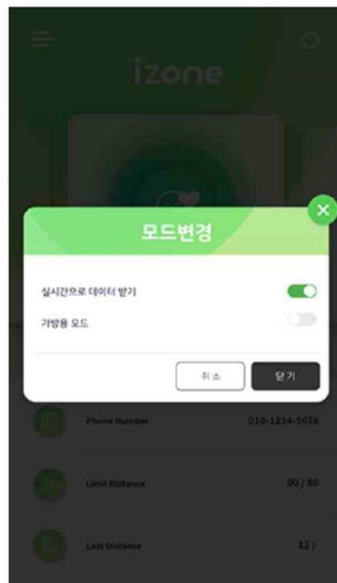 izone
모드변경
실시간으로 데이터 받기
가방용 모드
취소
닫기
Phone Number 010-1234-5678
Limit Distance 90 / 80
Last Distance 12 /